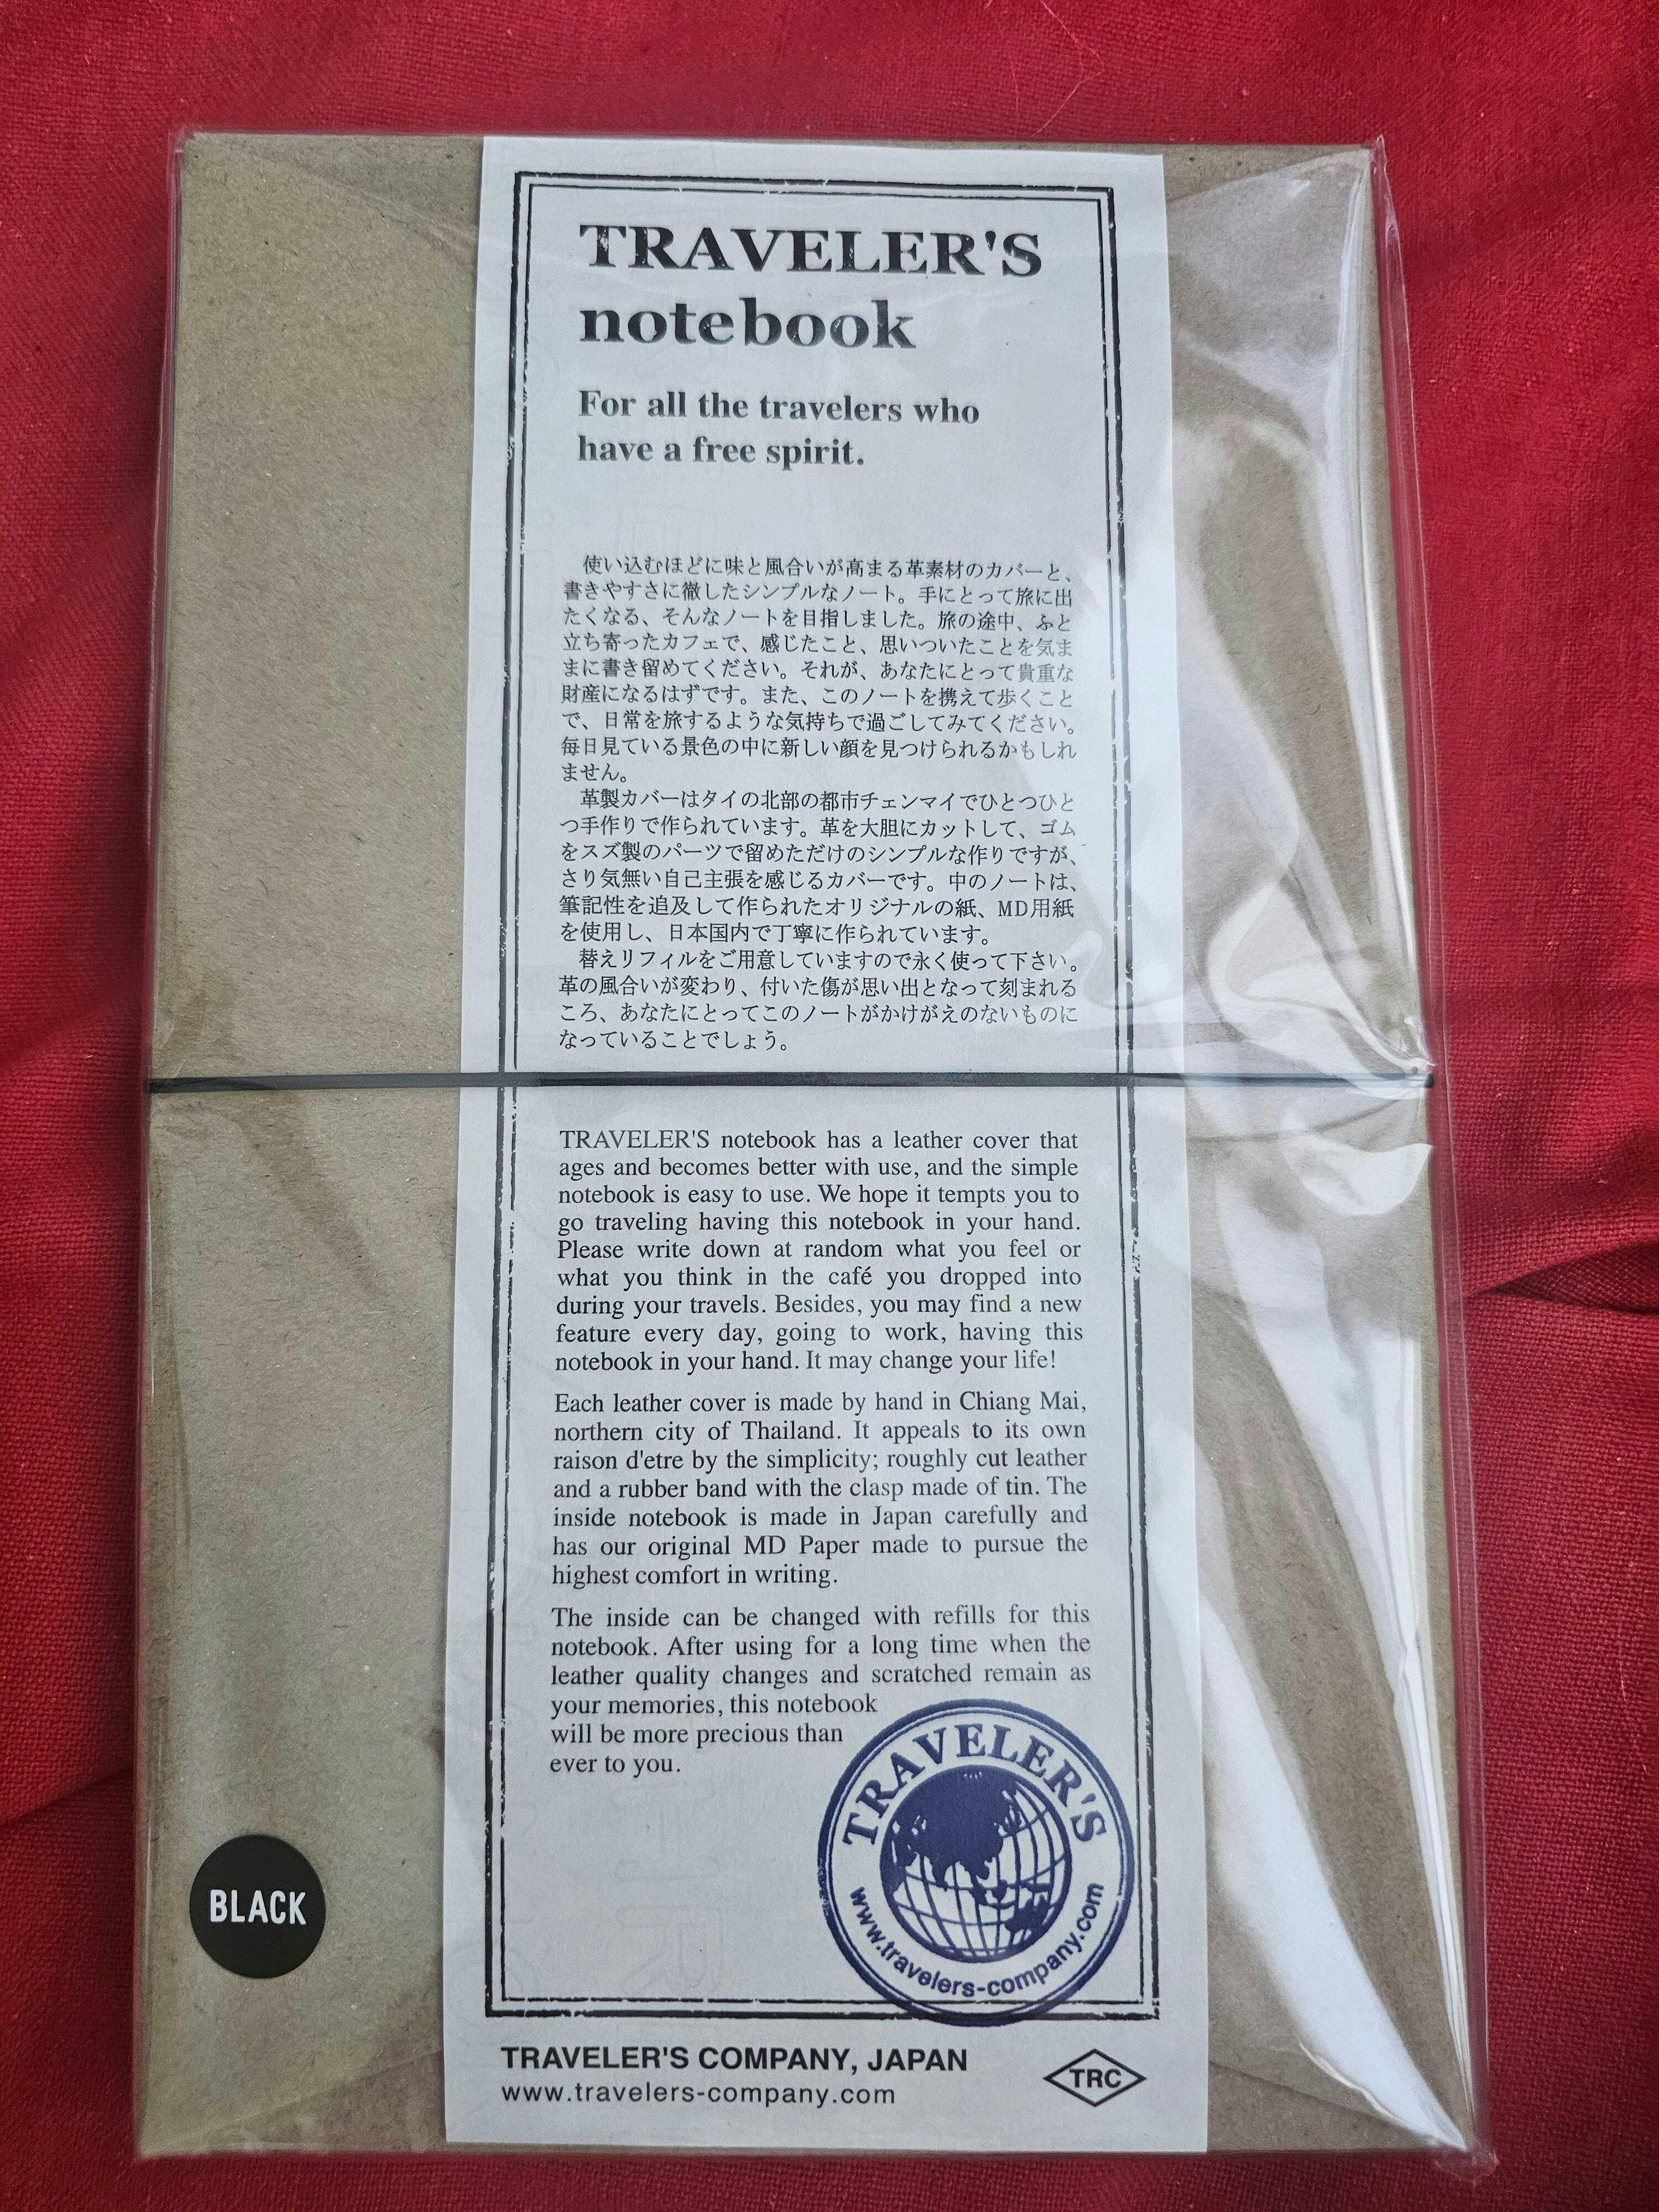 TRAVELER'S
notebook
For all the travelers who
have a free spirit.
使い込むほどに味と風合いが高まる革素材のカバーと、
書きやすさに徹したシンプルなノート。手にとって旅に出
たくなる、そんなノートを目指しました。旅の途中、ふと
立ち寄ったカフェで、感じたこと、思いついたことを気ま
まに書き留めてください。それが、あなたにとって貴重な
財産になるはずです。また、このノートを携えて歩くこと
で、日常を旅するような気持ちで過ごしてみてください。
毎日見ている景色の中に新しい顔を見つけられるかもしれ
ません。
革製カバーはタイの北部の都市チェンマイでひとつひと
つ手作りで作られています。革を大胆にカットして、ゴム
をスズ製のパーツで留めただけのシンプルな作りですが、
さり気無い自己主張を感じるカバーです。中のノートは、
筆記性を追及して作られたオリジナルの紙、MD用紙
を使用し、日本国内で丁寧に作られています。
替えリフィルをご用意していますので永く使って下さい。
革の風合いが変わり、付いた傷が思い出となって刻まれる
ころ、あなたにとってこのノートがかけがえのないものに
なっていることでしょう。
TRAVELER'S notebook has a leather cover that
ages and becomes better with use, and the simple
notebook is easy to use. We hope it tempts you to
go traveling having this notebook in your hand.
Please write down at random what you feel or
what you think in the café you dropped into
during your travels. Besides, you may find a new
feature every day, going to work, having this
notebook in your hand. It may change your life!
Each leather cover is made by hand in Chiang Mai,
northern city of Thailand. It appeals to its own
raison d'etre by the simplicity; roughly cut leather
and a rubber band with the clasp made of tin. The
inside notebook is made in Japan carefully and
has our original MD Paper made to pursue the
highest comfort in writing.
The inside can be changed with refills for this
notebook. After using for a long time when the
leather quality changes and scratched remain as
your memories, this notebook
will be more precious than
ever to you.
TRAVELER'S
www.travelers-company.com
BLACK
TRAVELER'S COMPANY, JAPAN
www.travelers-company.com
TRC